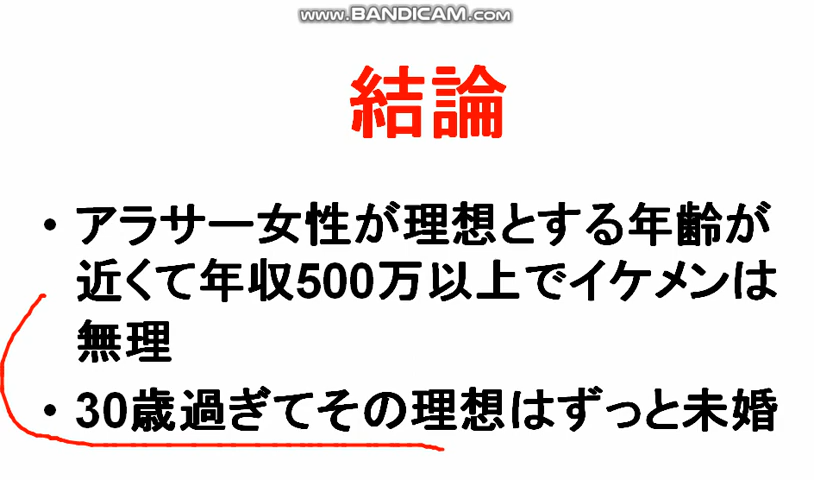 www.BANDICAM.com
結論
・アラサー女性が理想とする年齢が
近くて年収500万以上でイケメンは
無理
・30歳過ぎてその理想はずっと未婚